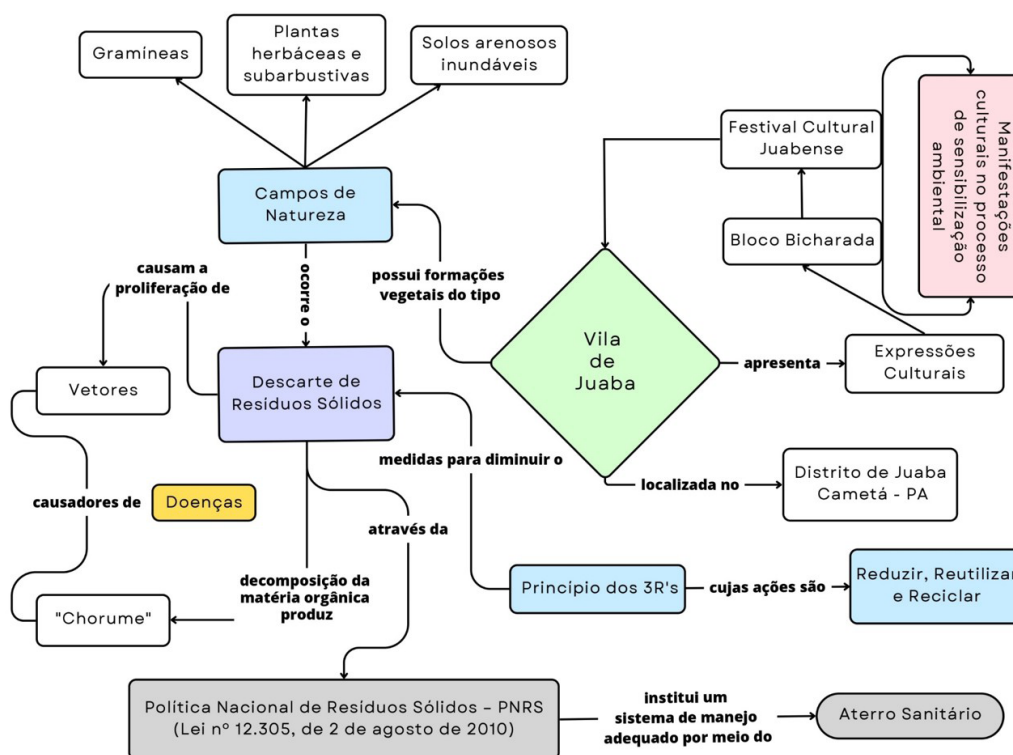 Gramíneas
Plantas
herbáceas e
subarbustivas
Solos arenosos
inundáveis
Campos de
Natureza
Festival Cultural
Juabense
Manifestações
culturais no processo
de sensibilização
ambiental
Bloco Bicharada
causam a
proliferação de
ocorre o
possui formações
vegetais do tipo
Vila
de
Juaba
apresenta
Expressões
Culturais
Vetores
Descarte de
Resíduos Sólidos
medidas para diminuir o
localizada no
Distrito de Juaba
Cametá - PA
causadores de
Doenças
através da
decomposição da
matéria orgânica
produz
"Chorume"
Princípio dos 3R's
cujas ações são
Reduzir, Reutilizar
e Reciclar
Política Nacional de Resíduos Sólidos – PNRS
(Lei nº 12.305, de 2 de agosto de 2010)
institui um
sistema de manejo
adequado por meio do
Aterro Sanitário